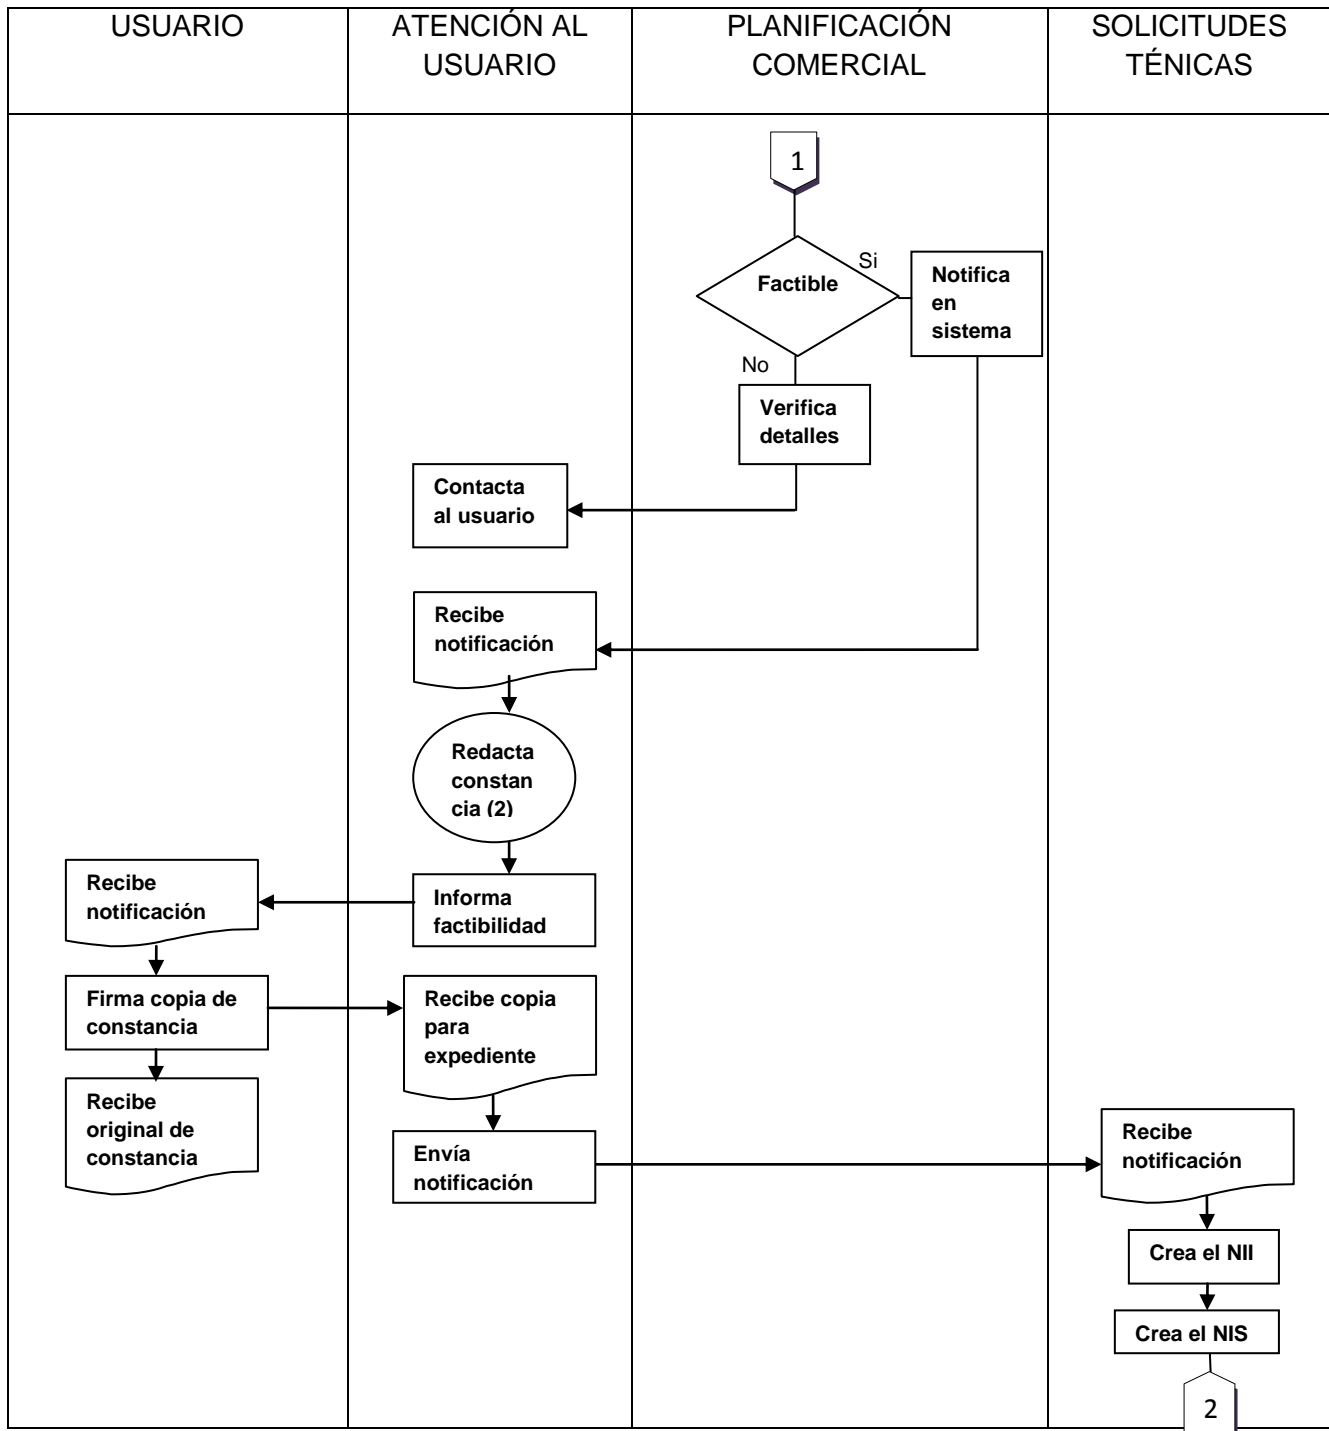 USUARIO
ATENCIÓN AL
USUARIO
PLANIFICACIÓN
COMERCIAL
SOLICITUDES
TÉNICAS
1
Factible
Si
Notifica
en
sistema
No
Verifica
detalles
Contacta
al usuario
Recibe
notificación
Redacta
constan
cia (2)
Informa
factibilidad
Recibe
notificación
Firma copia de
constancia
Recibe copia
para
expediente
Recibe
original de
constancia
Envía
notificación
Recibe
notificación
Crea el NII
Crea el NIS
2